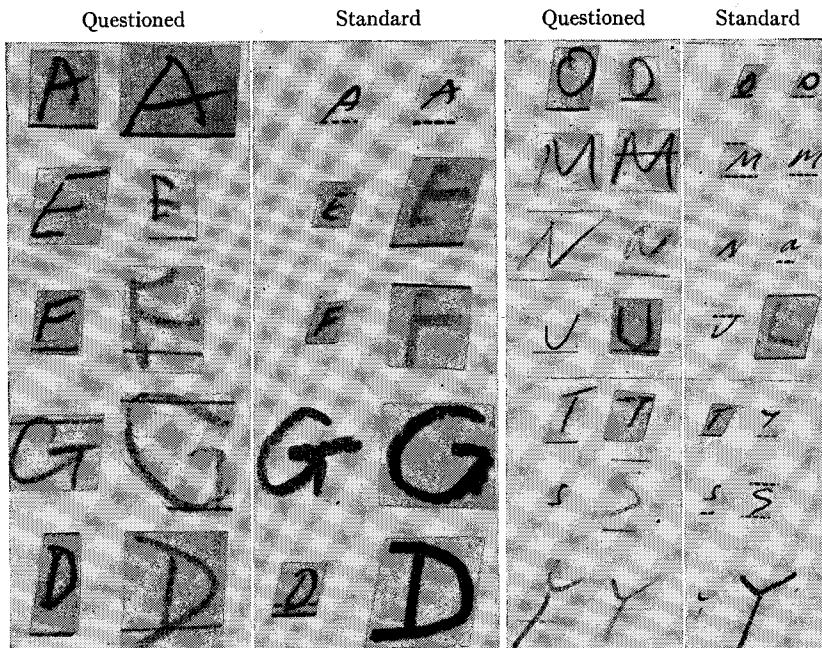 Questioned Standard Questioned Standard
A A A A O D O O
E E E E M M M M
F F F F N N N a
G G G G U U U U
D D D D T T T T
S S S S
Y Y Y Y